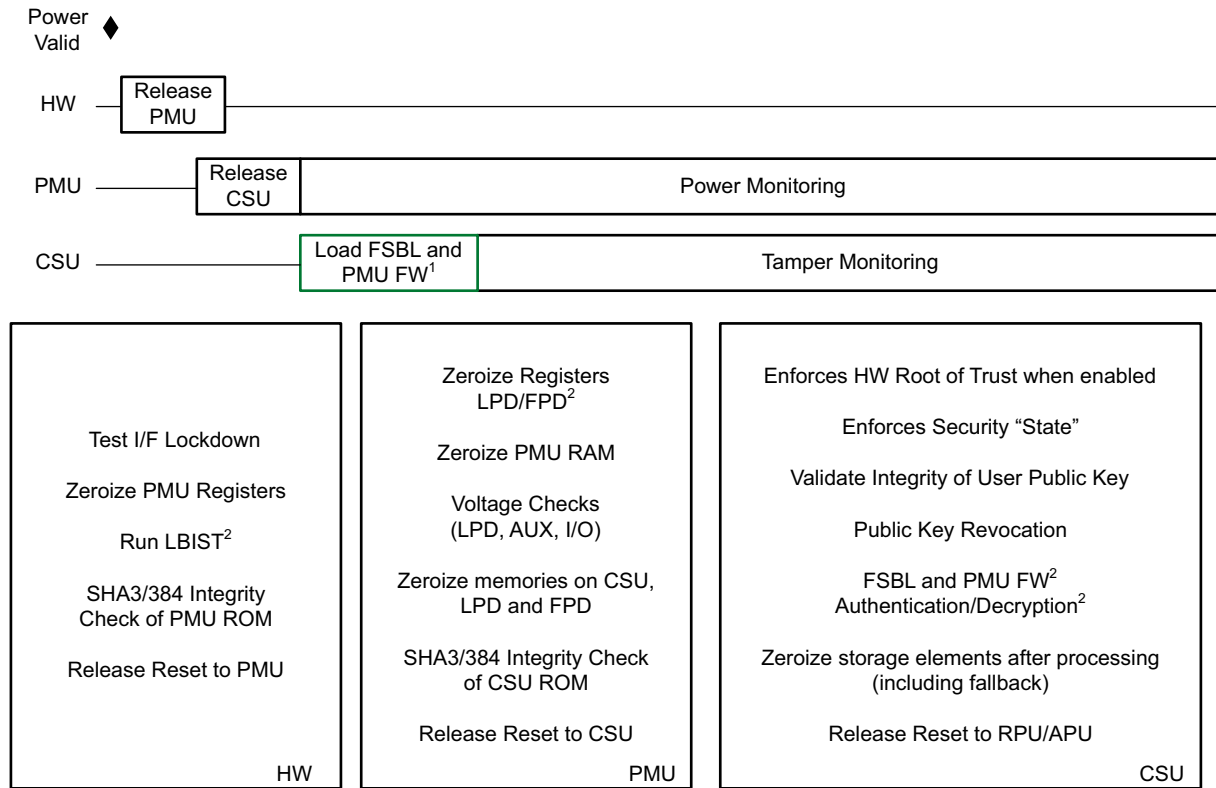 Power
Valid
HW
Release
PMU
PMU
Release
CSU
Power Monitoring
CSU
Load FSBL and
PMU FW1
Tamper Monitoring
Test I/F Lockdown
Zeroize PMU Registers
Run LBIST2
SHA3/384 Integrity
Check of PMU ROM
Release Reset to PMU
HW
Zeroize Registers
LPD/FPD2
Zeroize PMU RAM
Voltage Checks
(LPD, AUX, I/O)
Zeroize memories on CSU,
LPD and FPD
SHA3/384 Integrity Check
of CSU ROM
Release Reset to CSU
PMU
Enforces HW Root of Trust when enabled
Enforces Security “State”
Validate Integrity of User Public Key
Public Key Revocation
FSBL and PMU FW2
Authentication/Decryption2
Zeroize storage elements after processing
(including fallback)
Release Reset to RPU/APU
CSU